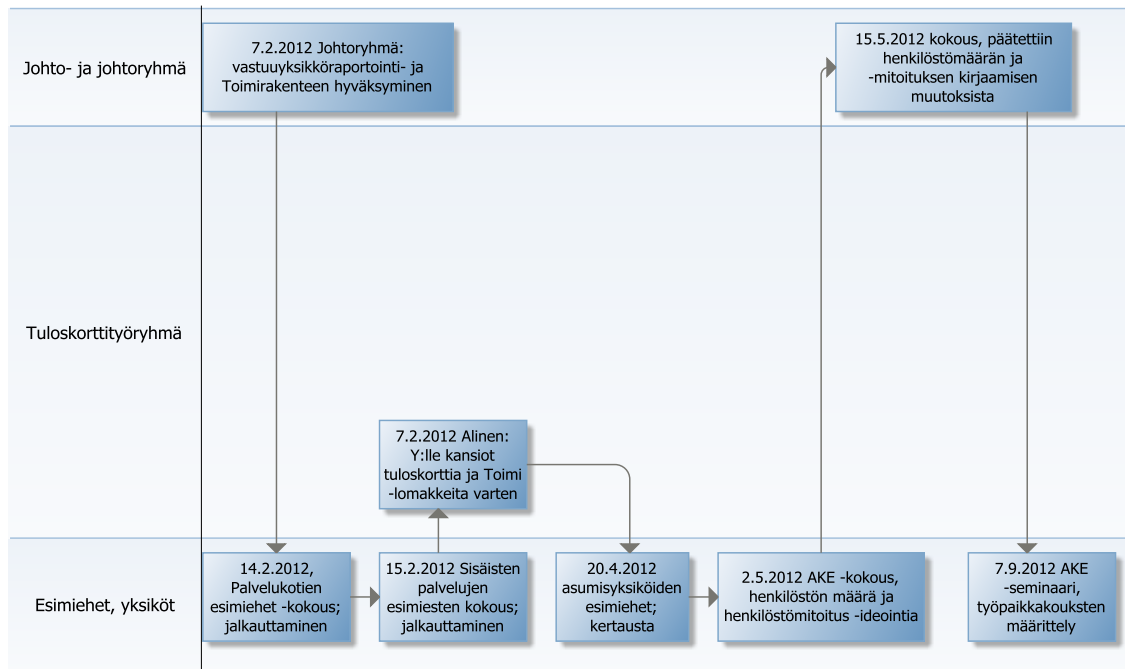 Johto- ja johtoryhmä
7.2.2012 Johtoryhmä:
vastuuyksikköraportointi- ja
Toimirakenteen hyväksyminen
15.5.2012 kokous, päätettiin
henkilöstömäärän ja
-mitoituksen kirjaamisen
muutoksista
Tuloskorttityöryhmä
7.2.2012 Alinen:
Y:lle kansiot
tuloskorttia ja Toimi
-lomakkeita varten
Esimiehet, yksiköt
14.2.2012,
Palvelukotien
esimiehet -kokous;
jalkauttaminen
15.2.2012 Sisäisten
palvelujen
esimiesten kokous;
jalkauttaminen
20.4.2012
asumisyksiköiden
esimiehet;
kertausta
2.5.2012 AKE -kokous,
henkilöstön määrä ja
henkilöstömitoitus -ideointia
7.9.2012 AKE
-seminaari,
työpaikkakouksten
määrittely